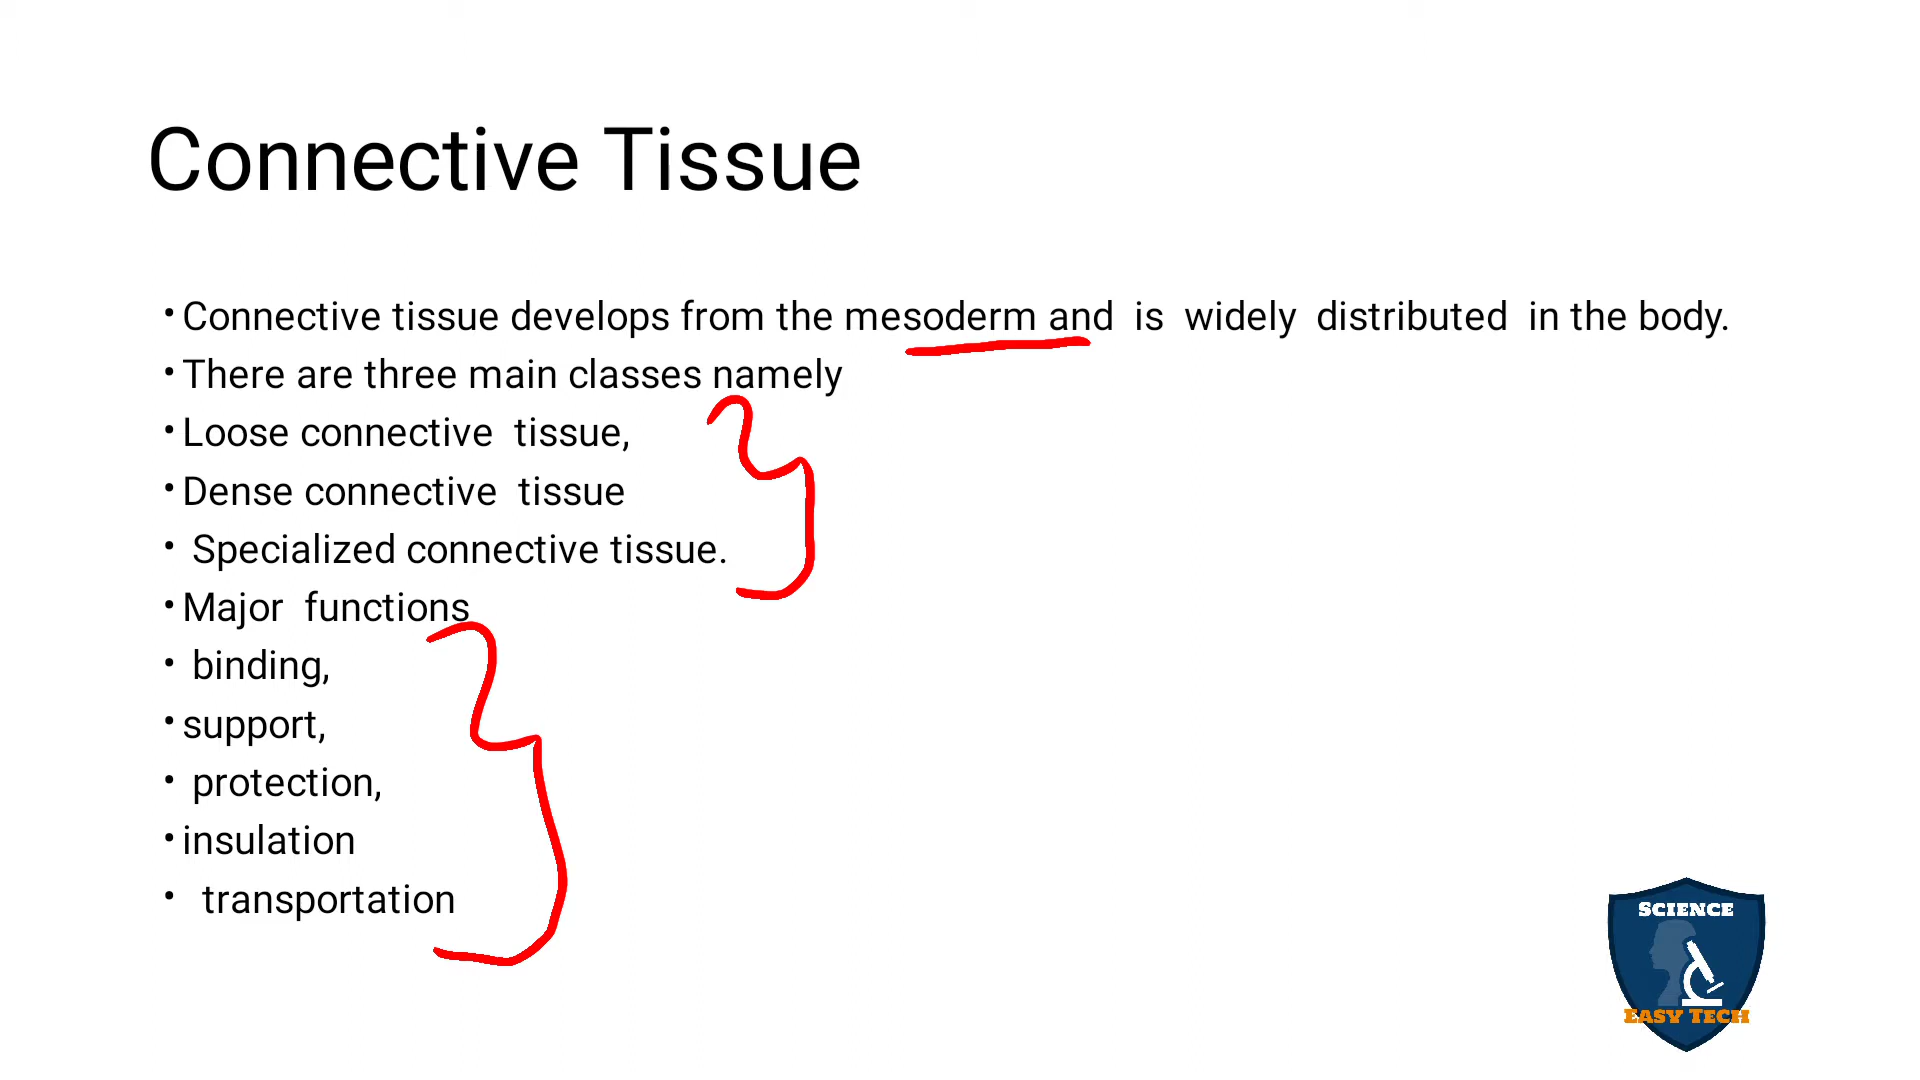 Connective Tissue
• Connective tissue develops from the mesoderm and is widely distributed in the body.
• There are three main classes namely
• Loose connective tissue,
• Dense connective tissue
• Specialized connective tissue.
• Major functions
• binding,
• support,
• protection,
• insulation
• transportation
SCIENCE
EASY TECH